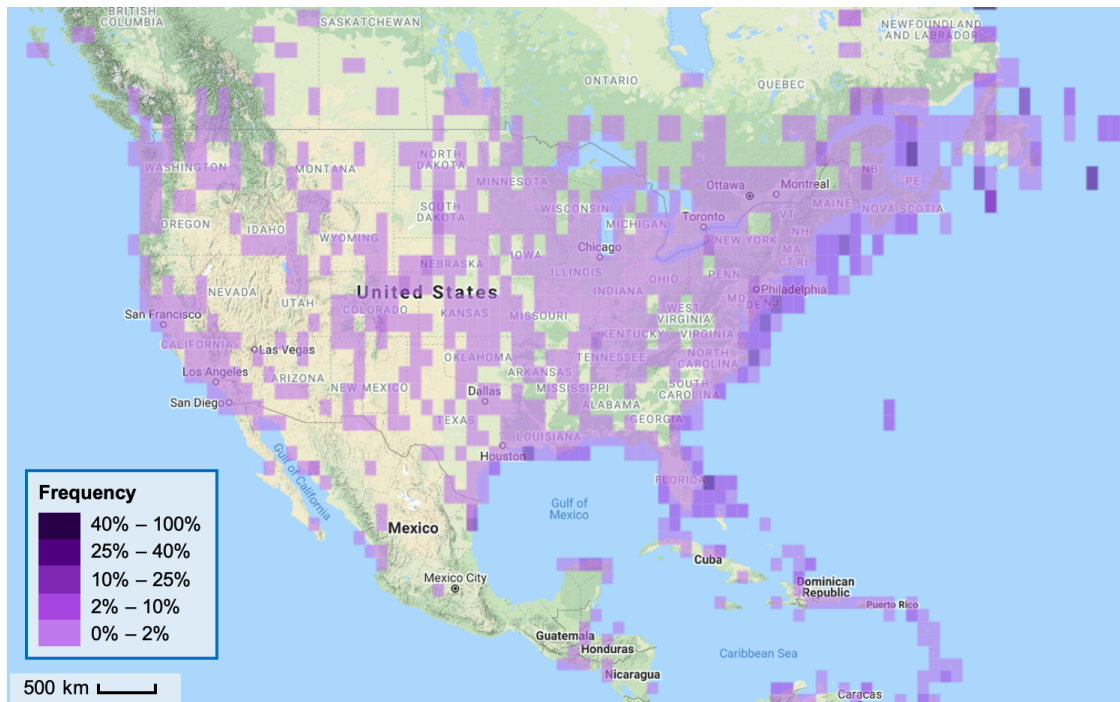 BRITISH
COLUMBIA
SASKATCHEWAN
NEWFOUNDLAND
AND LABRADOR
ONTARIO
QUEBEC
WASHINGTON
MONTANA
NORTH
DAKOTA
MINNESOTA
Ottawa
Montreal
NB
PE
MAINE
NOVA SCOTIA
OREGON
IDAHO
SOUTH
DAKOTA
WISCONSIN
MICHIGAN
Toronto
VT
NH
WYOMING
Chicago
NEW YORK
MA
CT RI
IOWA
NEBRASKA
ILLINOIS
INDIANA
OHIO
PENN
Philadelphia
NEVADA
UTAH
United States
COLORADO
KANSAS
MISSOURI
MD
DE
NJ
WEST
VIRGINIA
San Francisco
KENTUCKY
VIRGINIA
CALIFORNIA
Las Vegas
OKLAHOMA
TENNESSEE
NORTH
CAROLINA
Los Angeles
ARIZONA
NEW MEXICO
ARKANSAS
MISSISSIPPI
SOUTH
CAROLINA
San Diego
Dallas
ALABAMA
TEXAS
GEORGIA
LOUISIANA
Houston
Gulf of California
FLORIDA
Gulf of
Mexico
Mexico
Cuba
Mexico City
Dominican
Republic
Puerto Rico
Guatemala
Honduras
Caribbean Sea
Nicaragua
Caracas
Frequency
40% – 100%
25% – 40%
10% – 25%
2% – 10%
0% – 2%
500 km